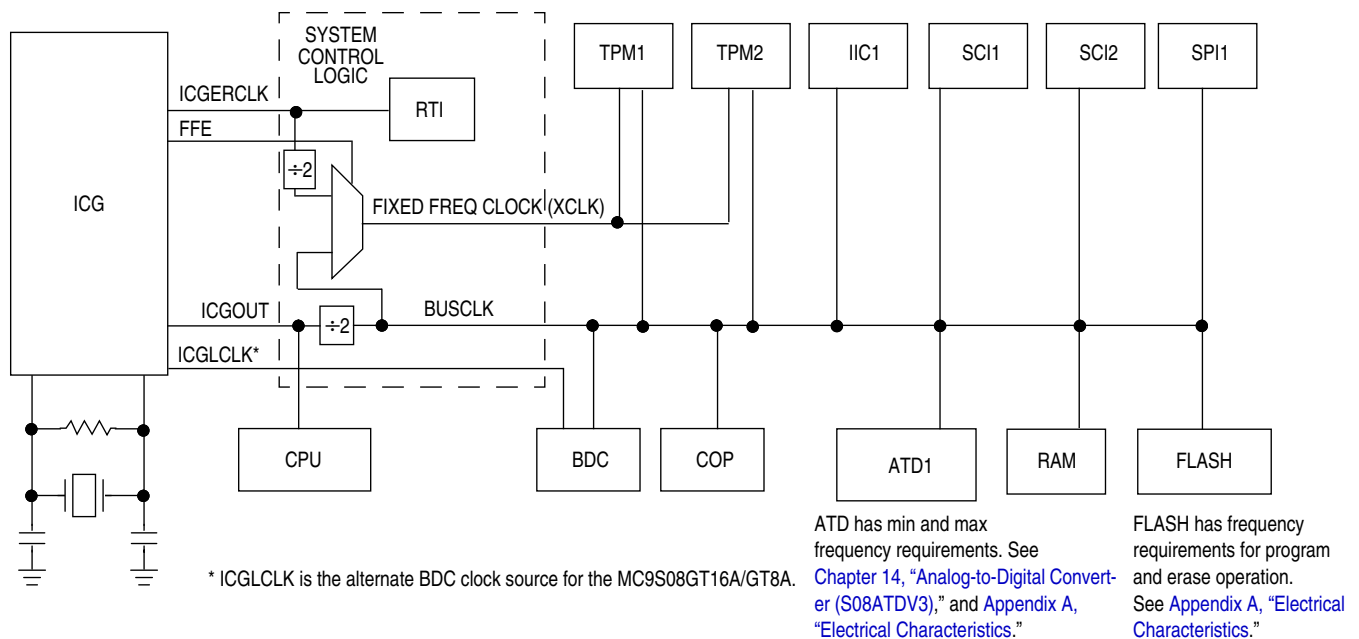 SYSTEM
CONTROL
LOGIC
TPM1
TPM2
IIC1
SCI1
SCI2
SPI1
ICGERCLK
RTI
FFE
÷2
ICG
FIXED FREQ CLOCK (XCLK)
ICGOUT
÷2
BUSCLK
ICGLCLK*
CPU
BDC
COP
ATD1
RAM
FLASH
ATD has min and max
frequency requirements. See
Chapter 14, “Analog-to-Digital Convert-
er (S08ATDV3),” and Appendix A,
“Electrical Characteristics.”
FLASH has frequency
requirements for program
and erase operation.
See Appendix A, “Electrical
Characteristics.”
* ICGLCLK is the alternate BDC clock source for the MC9S08GT16A/GT8A.